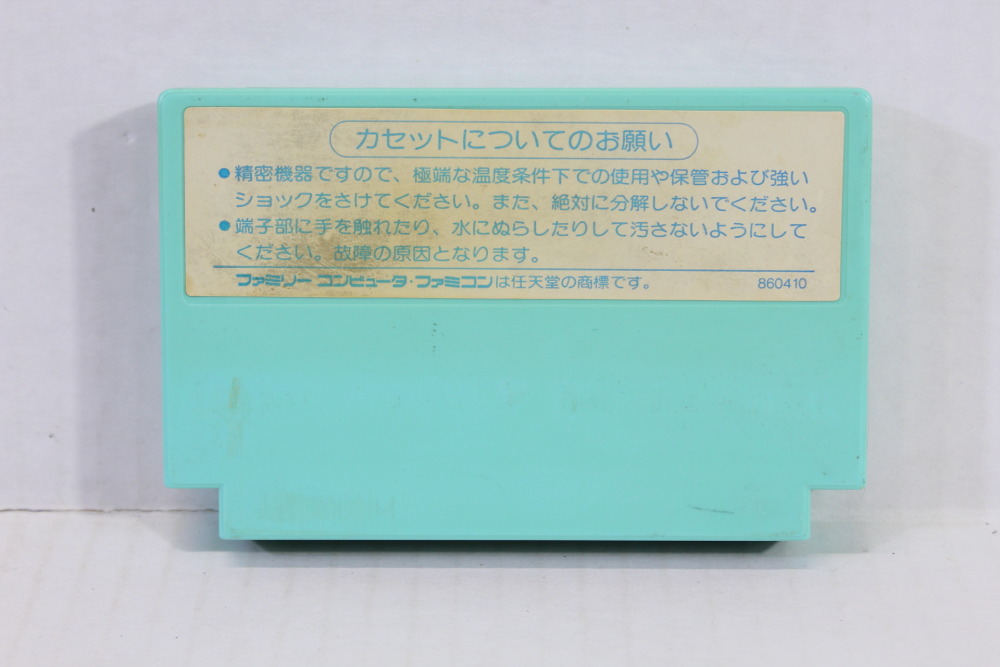 カセットについてのお願い
●精密機器ですので、極端な温度条件下での使用や保管および強い
ショックをさけてください。また、絶対に分解しないでください。
●端子部に手を触れたり、水にぬらしたりして汚さないようにして
ください。故障の原因となります。
ファミリー コンピュータ・ファミコンは任天堂の商標です。 860410